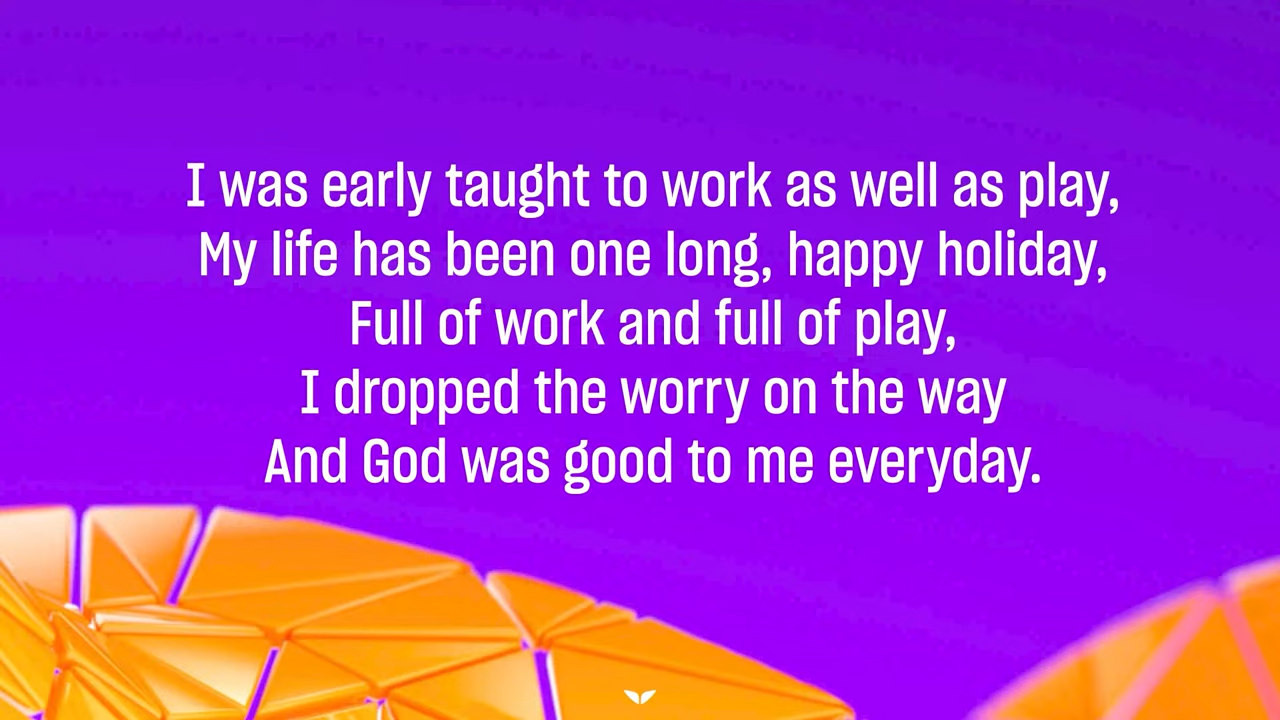 I was early taught to work as well as play,
My life has been one long, happy holiday,
Full of work and full of play,
I dropped the worry on the way
And God was good to me everyday.